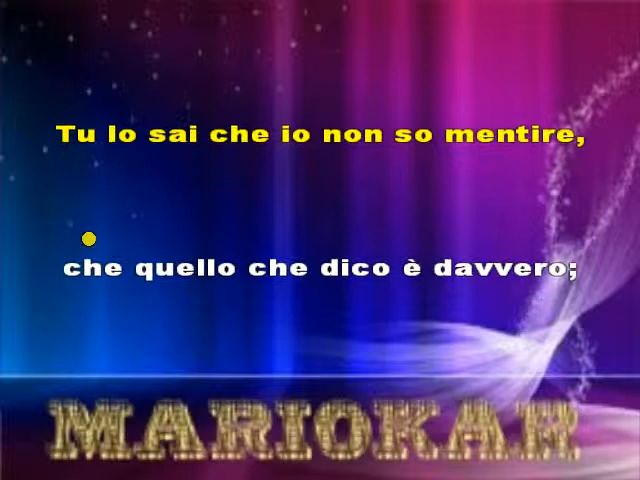 Tu lo sai che io non so mentire,
che quello che dico è davvero;
MARIOKAR